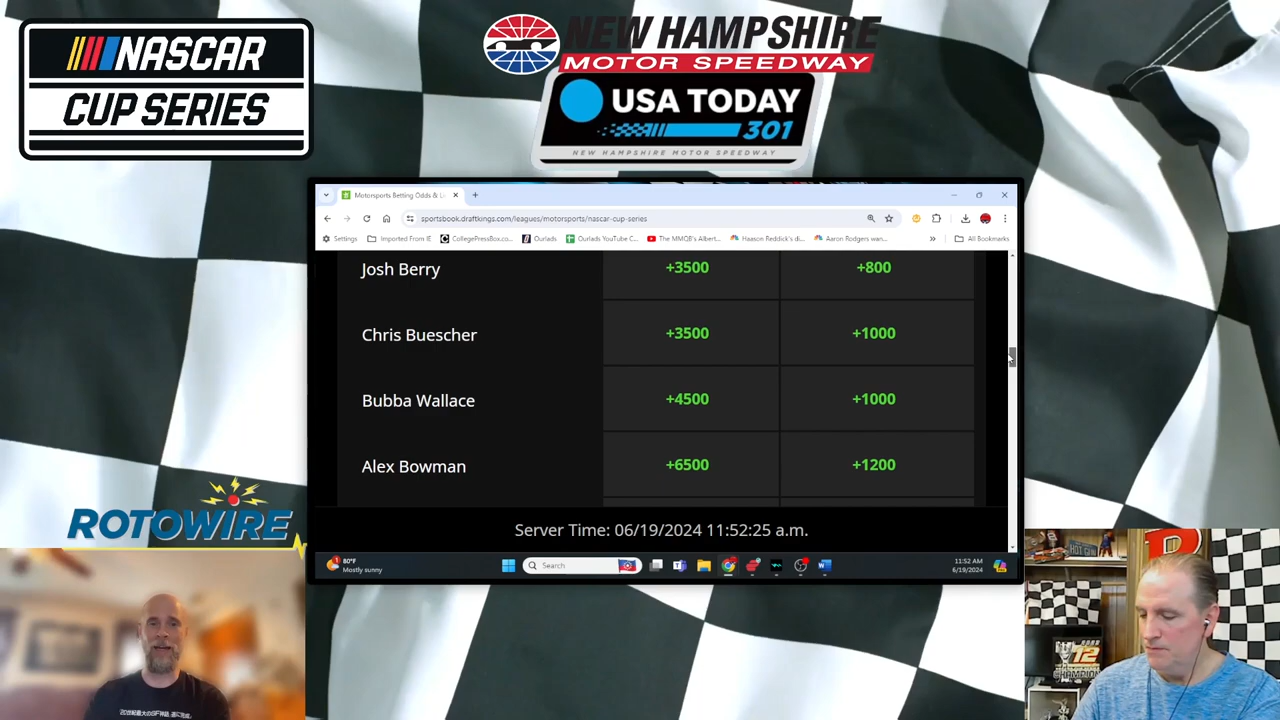 NASCAR
CUP SERIES
NEW HAMPSHIRE
MOTOR SPEEDWAY
USA TODAY
301
NEW HAMPSHIRE MOTOR SPEEDWAY
Motorsports Betting Odds & Li
sportsbook.draftkings.com/leagues/motorsports/nascar-cup-series
Settings
Imported From IE
CollegePressBox.co...
Ourlads
Ourlads YouTube C...
The MMQB's Albert...
Haason Reddick's di...
Aaron Rodgers wan...
»
All Bookmarks
Josh Berry +3500 +800
Chris Buescher +3500 +1000
Bubba Wallace +4500 +1000
Alex Bowman +6500 +1200
Server Time: 06/19/2024 11:52:25 a.m.
80°F
Mostly sunny
Search
11:52 AM
6/19/2024
ROTOWIRE
12